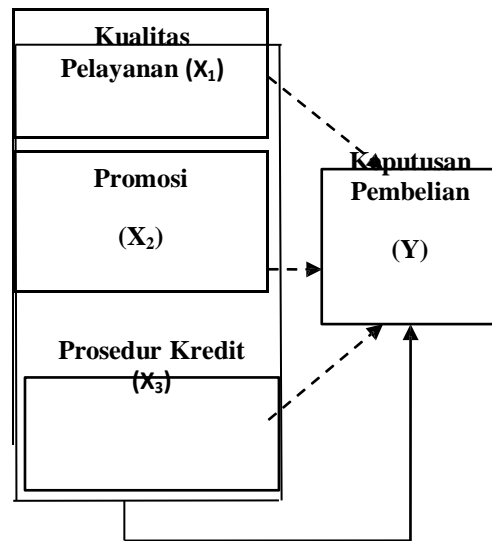 Kualitas
Pelayanan (X₁)
Promosi
(X₂)
Prosedur Kredit
(X₃)
Keputusan
Pembelian
(Y)